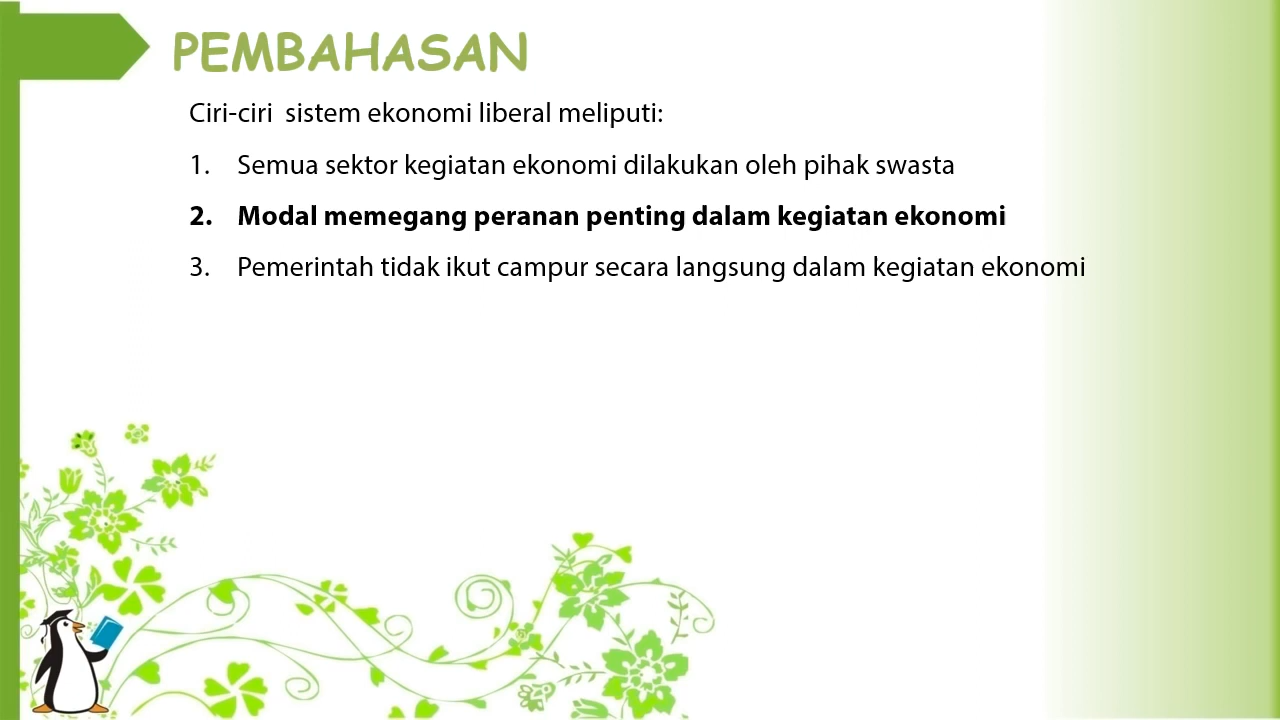 PEMBAHASAN
Ciri-ciri sistem ekonomi liberal meliputi:
1. Semua sektor kegiatan ekonomi dilakukan oleh pihak swasta
2. Modal memegang peranan penting dalam kegiatan ekonomi
3. Pemerintah tidak ikut campur secara langsung dalam kegiatan ekonomi